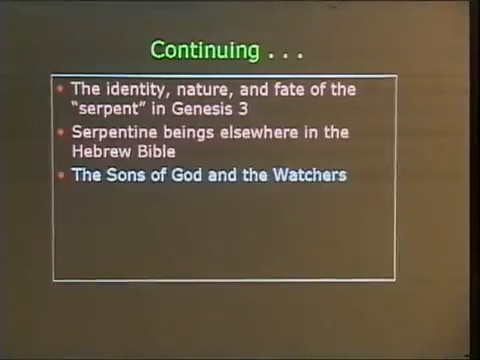 Continuing . . .
• The identity, nature, and fate of the
“serpent” in Genesis 3
• Serpentine beings elsewhere in the
Hebrew Bible
• The Sons of God and the Watchers